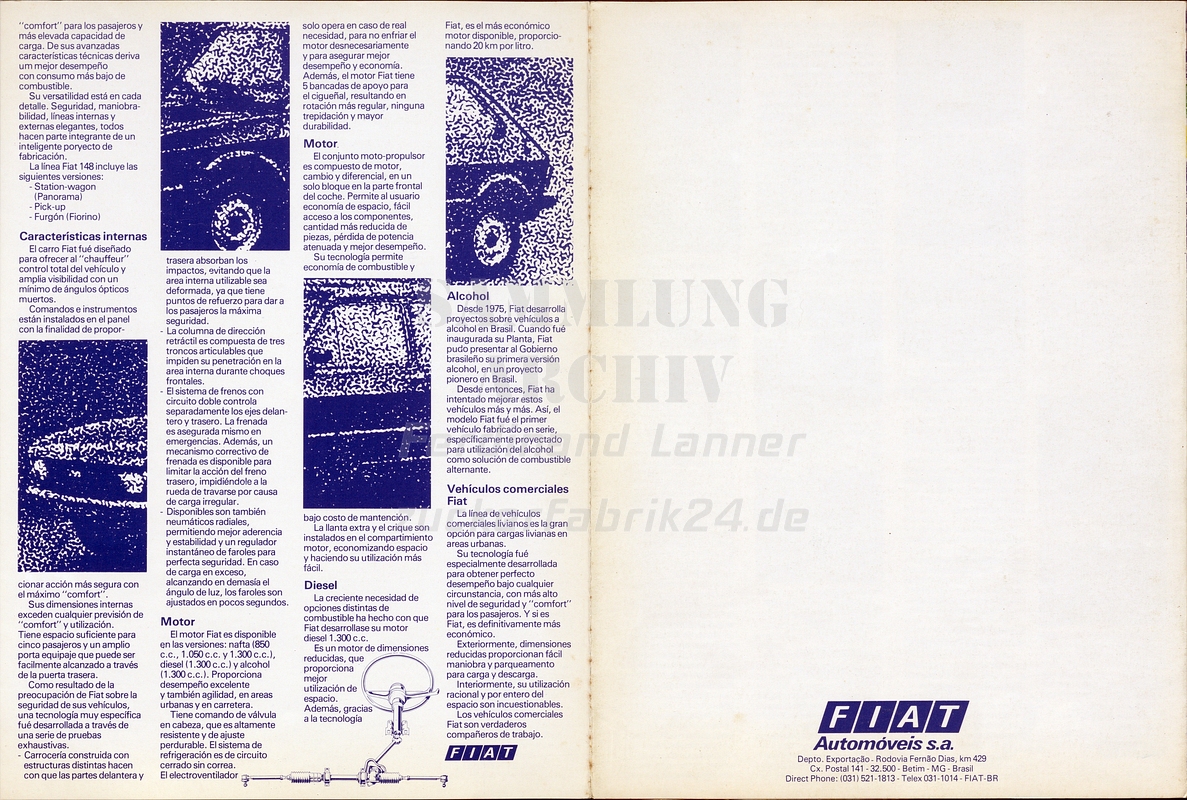 “comfort” para los pasajeros y
más elevada capacidad de
carga. De sus avanzadas
características técnicas deriva
um mejor desempeño
con consumo más bajo de
combustible.
Su versatilidad está en cada
detalle. Seguridad, maniobra-
bilidad, líneas internas y
externas elegantes, todos
hacen parte integrante de un
inteligente poryecto de
fabricación.
La línea Fiat 148 incluye las
siguientes versiones:
- Station-wagon
(Panorama)
- Pick-up
- Furgón (Fiorino)
Características internas
El carro Fiat fué diseñado
para ofrecer al “chauffeur”
control total del vehículo y
amplia visibilidad con un
mínimo de ángulos ópticos
muertos.
Comandos e instrumentos
están instalados en el panel
con la finalidad de propor-
cionar acción más segura con
el máximo “comfort”.
Sus dimensiones internas
exceden cualquier previsión de
“comfort” y utilización.
Tiene espacio suficiente para
cinco pasajeros y un amplio
porta equipaje que puede ser
facilmente alcanzado a través
de la puerta trasera.
Como resultado de la
preocupación de Fiat sobre la
seguridad de sus vehículos,
una tecnología muy específica
fué desarrollada a través de
una serie de pruebas
exhaustivas.
- Carrocería construida con
estructuras distintas hacen
con que las partes delantera y
trasera absorban los
impactos, evitando que la
area interna utilizable sea
deformada, ya que tiene
puntos de refuerzo para dar a
los pasajeros la máxima
seguridad.
- La columna de dirección
retráctil es compuesta de tres
troncos articulables que
impiden su penetración en la
area interna durante choques
frontales.
- El sistema de frenos con
circuito doble controla
separadamente los ejes delan-
tero y trasero. La frenada
es asegurada mismo en
emergencias. Además, un
mecanismo correctivo de
frenada es disponible para
limitar la acción del freno
trasero, impidiéndole a la
rueda de travarse por causa
de carga irregular.
- Disponibles son también
neumáticos radiales,
permitiendo mejor aderencia
y estabilidad y un regulador
instantáneo de faroles para
perfecta seguridad. En caso
de carga en exceso,
alcanzando en demasía el
ángulo de luz, los faroles son
ajustados en pocos segundos.
Motor
El motor Fiat es disponible
en las versiones: nafta (850
c.c., 1.050 c.c. y 1.300 c.c.),
diesel (1.300 c.c.) y alcohol
(1.300 c.c.). Proporciona
desempeño excelente
y también agilidad, en areas
urbanas y en carretera.
Tiene comando de válvula
en cabeza, que es altamente
resistente y de ajuste
perdurable. El sistema de
refrigeración es de circuito
cerrado sin correa.
El electroventilador
solo opera en caso de real
necesidad, para no enfriar el
motor desnecesariamente
y para asegurar mejor
desempeño y economía.
Además, el motor Fiat tiene
5 bancadas de apoyo para
el cigueñal, resultando en
rotación más regular, ninguna
trepidación y mayor
durabilidad.
Motor
El conjunto moto-propulsor
es compuesto de motor,
cambio y diferencial, en un
solo bloque en la parte frontal
del coche. Permite al usuario
economía de espacio, fácil
acceso a los componentes,
cantidad más reducida de
piezas, pérdida de potencia
atenuada y mejor desempeño.
Su tecnología permite
economía de combustible y
bajo costo de mantención.
La llanta extra y el crique son
instalados en el compartimiento
motor, economizando espacio
y haciendo su utilización más
fácil.
Diesel
La creciente necesidad de
opciones distintas de
combustible ha hecho con que
Fiat desarrollase su motor
diesel 1.300 c.c.
Es un motor de dimensiones
reducidas, que
proporciona
mejor
utilización de
espacio.
Además, gracias
a la tecnología
Fiat, es el más económico
motor disponible, proporcio-
nando 20 km por litro.
Alcohol
Desde 1975, Fiat desarrolla
proyectos sobre vehículos a
alcohol en Brasil. Cuando fué
inaugurada su Planta, Fiat
pudo presentar al Gobierno
brasileño su primera versión
alcohol, en un proyecto
pionero en Brasil.
Desde entonces, Fiat ha
intentado mejorar estos
vehículos más y más. Así, el
modelo Fiat fué el primer
vehículo fabricado en serie,
específicamente proyectado
para utilización del alcohol
como solución de combustible
alternante.
Vehículos comerciales
Fiat
La línea de vehículos
comerciales livianos es la gran
opción para cargas livianas en
areas urbanas.
Su tecnología fué
especialmente desarrollada
para obtener perfecto
desempeño bajo cualquier
circunstancia, con más alto
nivel de seguridad y “comfort”
para los pasajeros. Y si es
Fiat, es definitivamente más
económico.
Exteriormente, dimensiones
reducidas proporcionan fácil
maniobra y parqueamento
para carga y descarga.
Interiormente, su utilización
racional y por entero del
espacio son incuestionables.
Los vehículos comerciales
Fiat son verdaderos
compañeros de trabajo.
FIAT
SAMMLUNG
ARCHIV
Ferdinand Lanner
fabrik24.de
FIAT
Automóveis s.a.
Depto. Exportação - Rodovia Fernão Dias, km 429
Cx. Postal 141 - 32.500 - Betim - MG - Brasil
Direct Phone: (031) 521-1813 - Telex 031-1014 - FIAT-BR